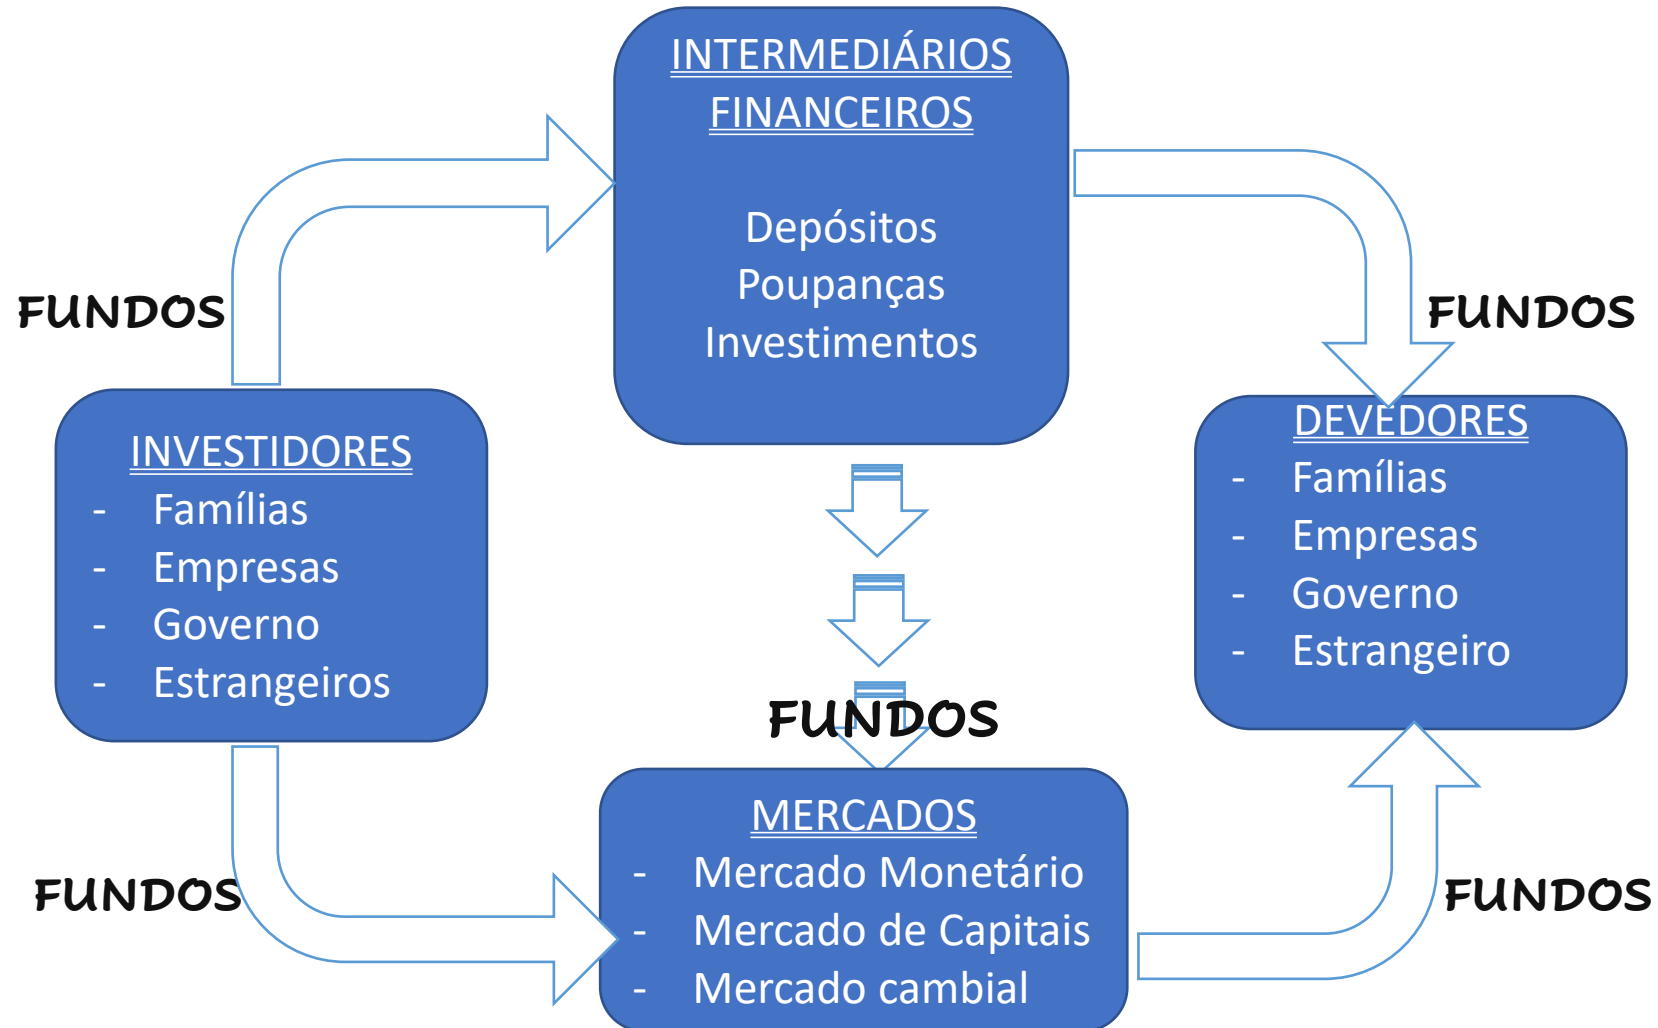 INTERMEDIÁRIOS
FINANCEIROS
Depósitos
Poupanças
Investimentos
FUNDOS
FUNDOS
INVESTIDORES
- Famílias
- Empresas
- Governo
- Estrangeiros
DEVEDORES
- Famílias
- Empresas
- Governo
- Estrangeiro
FUNDOS
MERCADOS
- Mercado Monetário
- Mercado de Capitais
- Mercado cambial
FUNDOS
FUNDOS